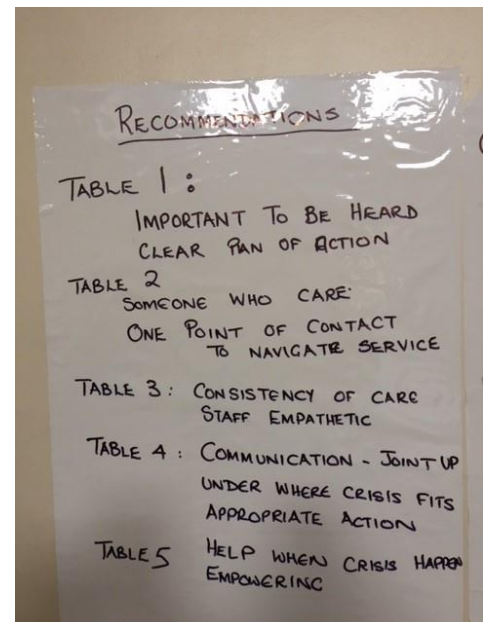 RECOMMENDATIONS
TABLE 1:
IMPORTANT TO BE HEARD
CLEAR PAN OF ACTION
TABLE 2
SOMEONE WHO CARE.
ONE POINT OF CONTACT
TO NAVIGATE SERVICE
TABLE 3: CONSISTENCY OF CARE
STAFF EMPATHETIC
TABLE 4: COMMUNICATION - JOINT UP
UNDER WHERE CRISIS FITS
APPROPRIATE ACTION
TABLE 5 HELP WHEN CRISIS HAPPEN
EMPOWERING